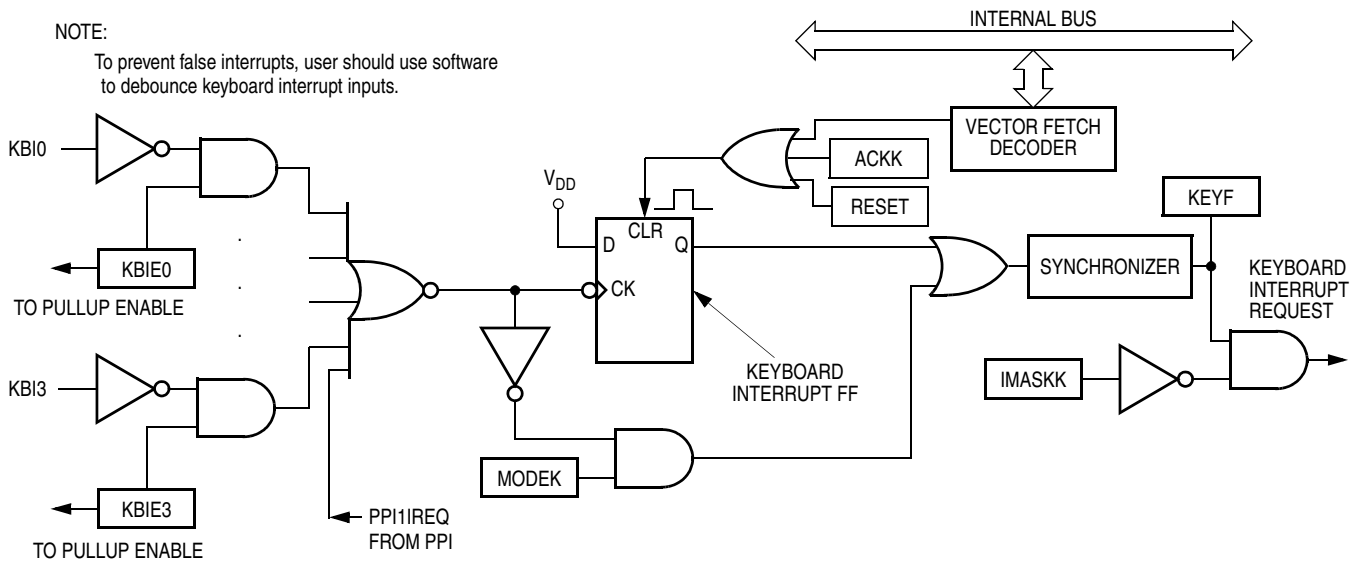 NOTE:
To prevent false interrupts, user should use software
to debounce keyboard interrupt inputs.
INTERNAL BUS
VECTOR FETCH
DECODER
ACKK
RESET
KBI0
KBIE0
TO PULLUP ENABLE
.
.
.
KBI3
KBIE3
TO PULLUP ENABLE
PPI1IREQ
FROM PPI
VDD
D
CLR
Q
CK
KEYBOARD
INTERRUPT FF
MODEK
SYNCHRONIZER
KEYF
IMASKK
KEYBOARD
INTERRUPT
REQUEST